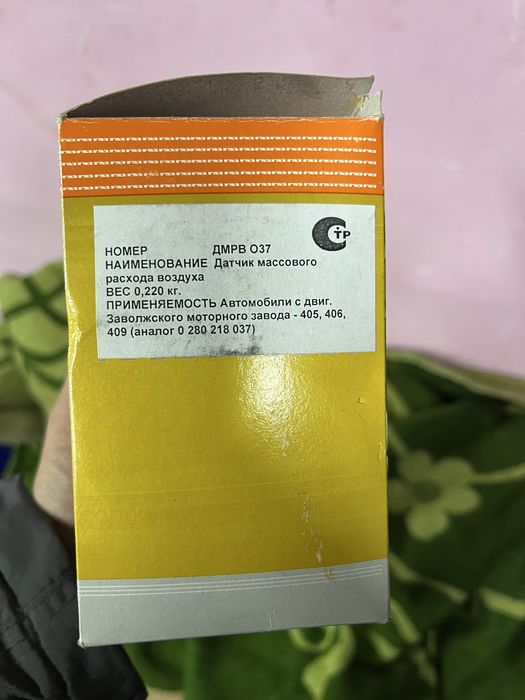 СТР
НОМЕР ДМРВ О37
НАИМЕНОВАНИЕ Датчик массового
расхода воздуха
ВЕС 0,220 кг.
ПРИМЕНЯЕМОСТЬ Автомобили с двиг.
Заволжского моторного завода - 405, 406,
409 (аналог 0 280 218 037)